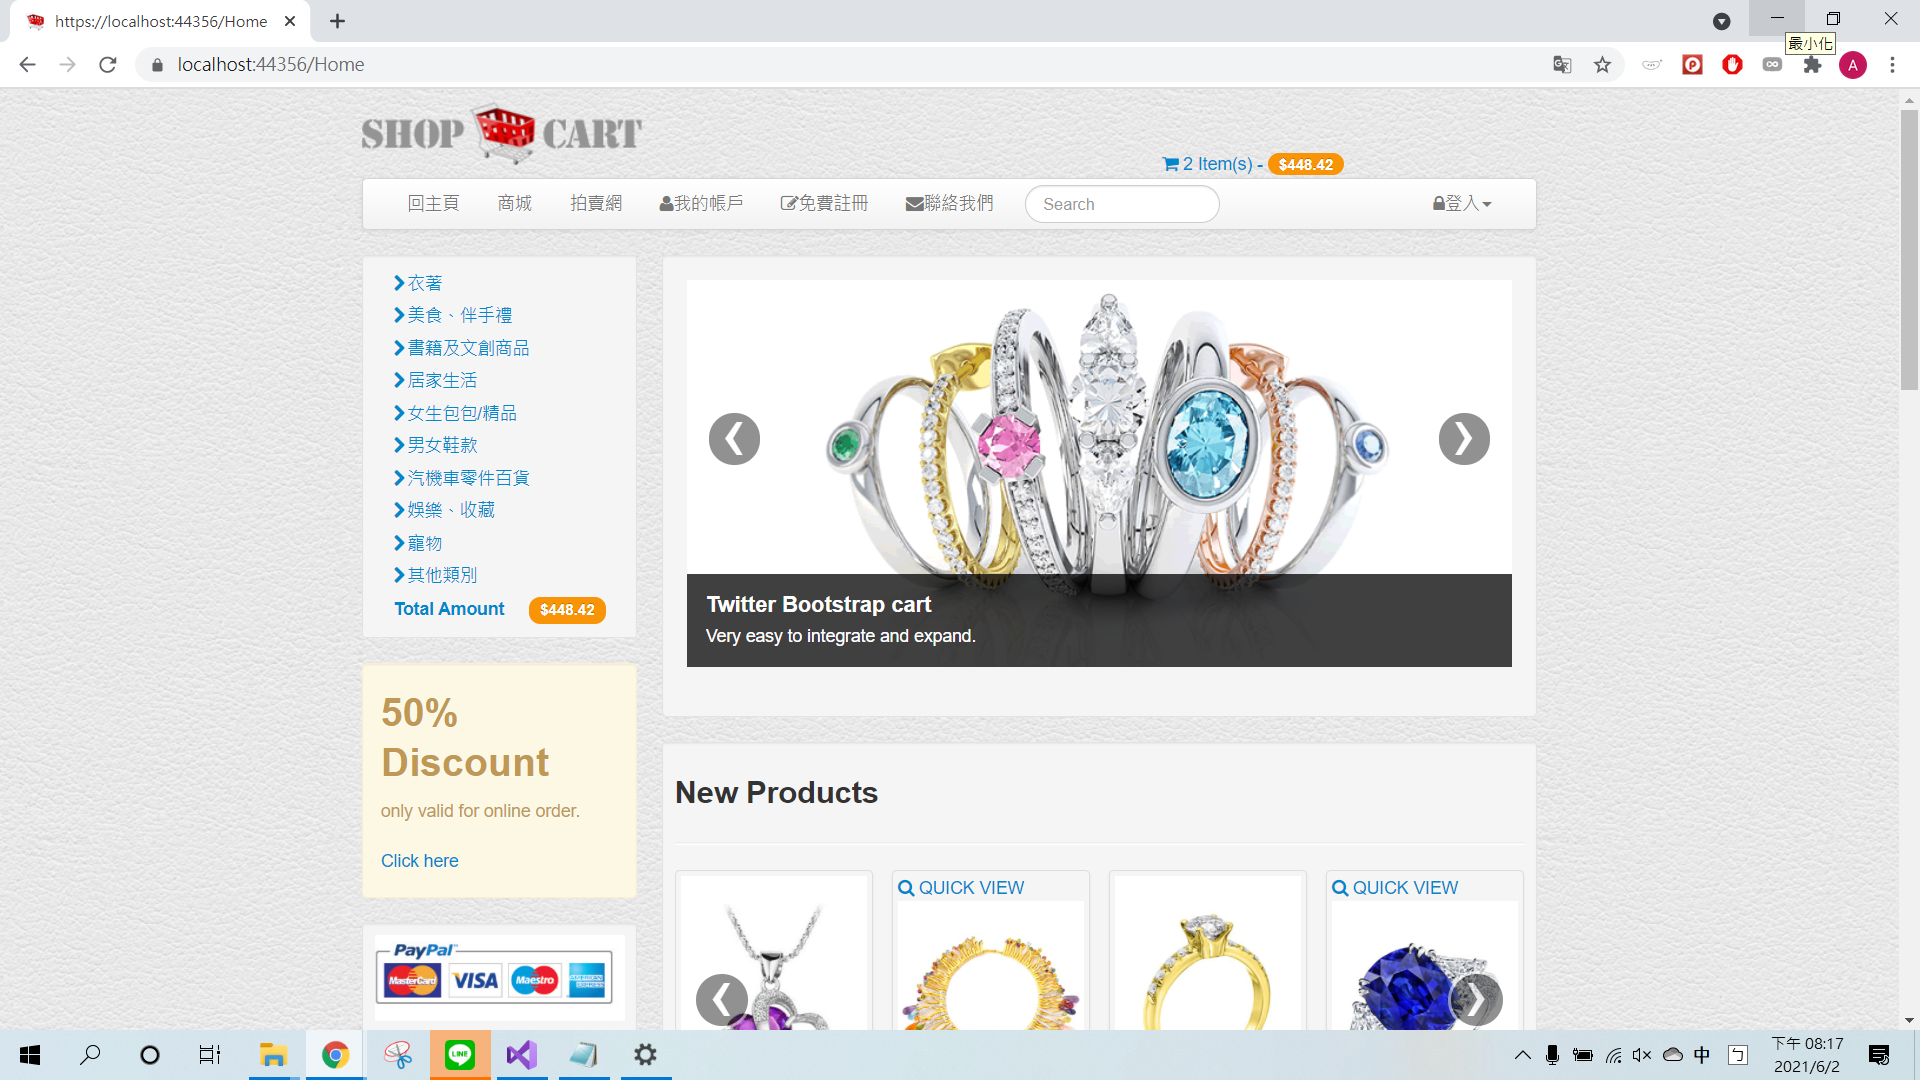 https://localhost:44356/Home
最小化
localhost:44356/Home
A
SHOP CART
2 Item(s) - $448.42
回主頁 商城 拍賣網 我的帳戶 免費註冊 聯絡我們 Search 登入
衣著
美食、伴手禮
書籍及文創商品
居家生活
女生包包/精品
男女鞋款
汽機車零件百貨
娛樂、收藏
寵物
其他類別
Total Amount $448.42
Twitter Bootstrap cart
Very easy to integrate and expand.
50%
Discount
only valid for online order.
Click here
New Products
QUICK VIEW QUICK VIEW
PayPal
MasterCard VISA Maestro AMERICAN EXPRESS
LINE
中 ㄅ
下午 08:17
2021/6/2